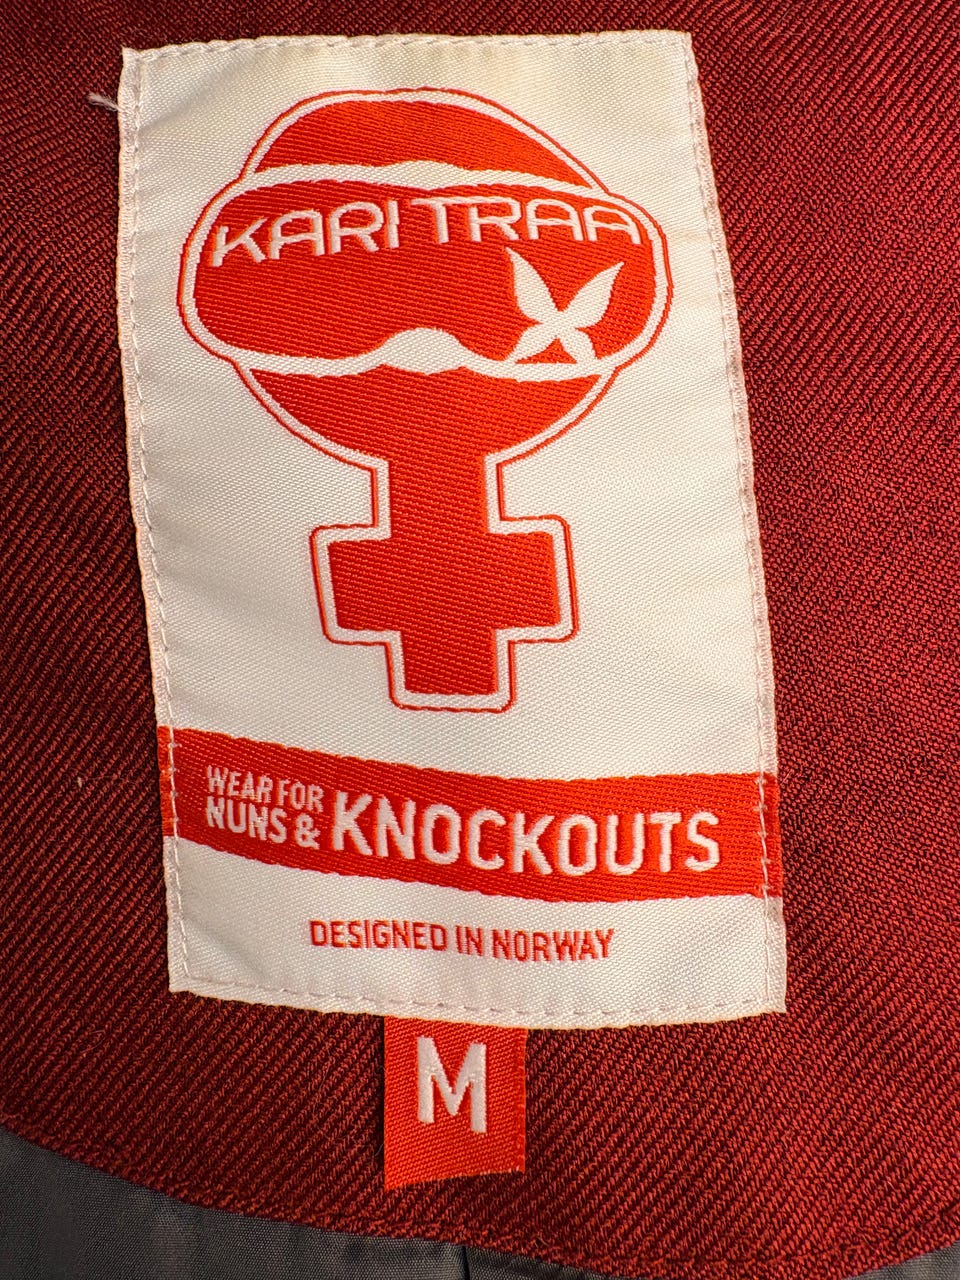 KARI TRAA
WEAR FOR
NUNS & KNOCKOUTS
DESIGNED IN NORWAY
M